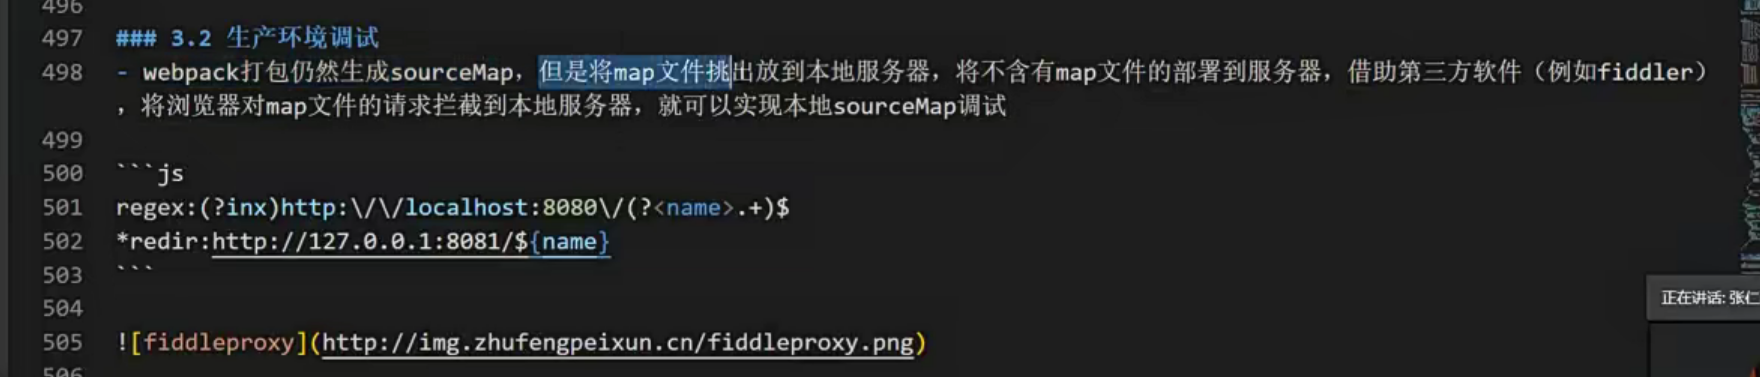 496
497 ### 3.2 生产环境调试
498 - webpack打包仍然生成sourceMap，但是将map文件挑出放到本地服务器，将不含有map文件的部署到服务器，借助第三方软件（例如fiddler）
，将浏览器对map文件的请求拦截到本地服务器，就可以实现本地sourceMap调试
499
500 ```js
501 regex:(?inx)http:\/\/localhost:8080\/(?<name>.+)$
502 *redir:http://127.0.0.1:8081/${name}
503 ```
504
正在讲话: 张仁
505 ![fiddleproxy](http://img.zhufengpeixun.cn/fiddleproxy.png)
506